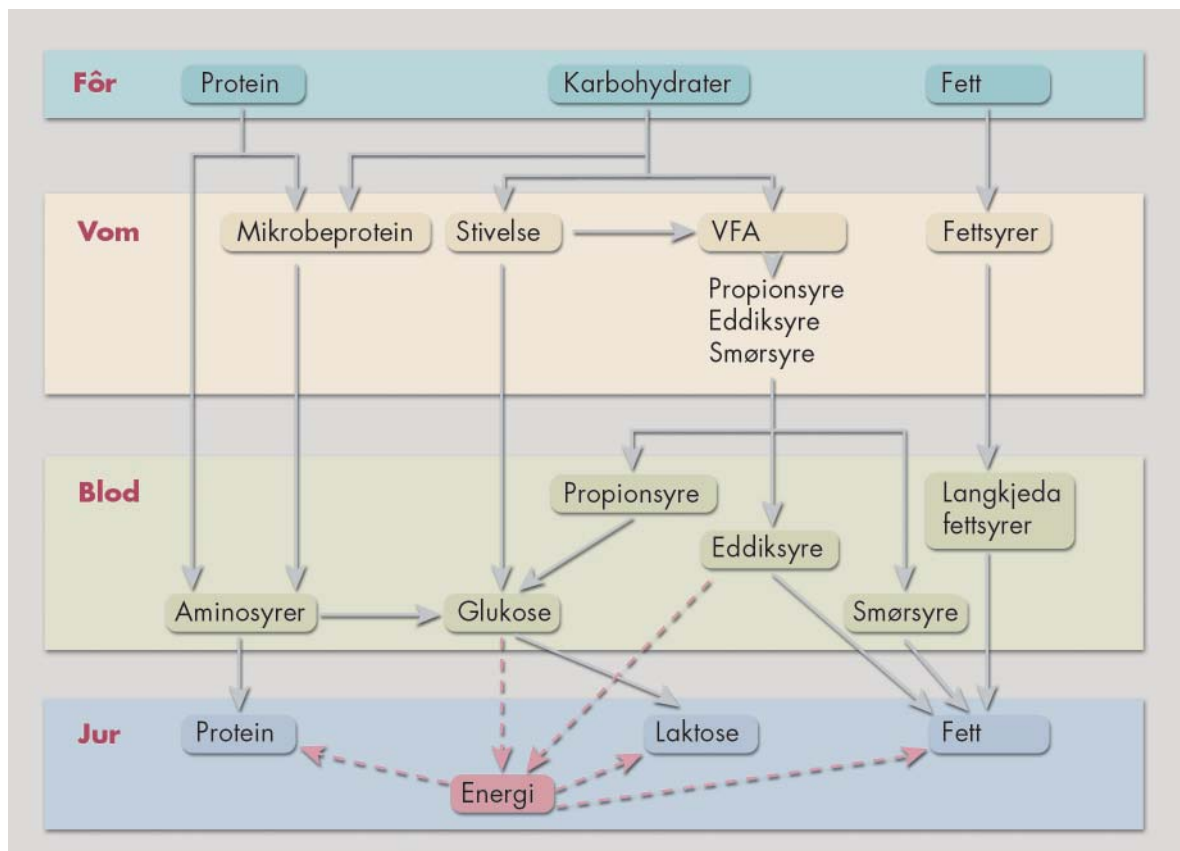 Fôr
Protein
Karbohydrater
Fett
Vom
Mikrobeprotein
Stivelse
VFA
Fettsyrer
Propionsyre
Eddiksyre
Smørsyre
Blod
Propionsyre
Langkjeda
fettsyrer
Eddiksyre
Aminosyrer
Glukose
Smørsyre
Jur
Protein
Laktose
Fett
Energi